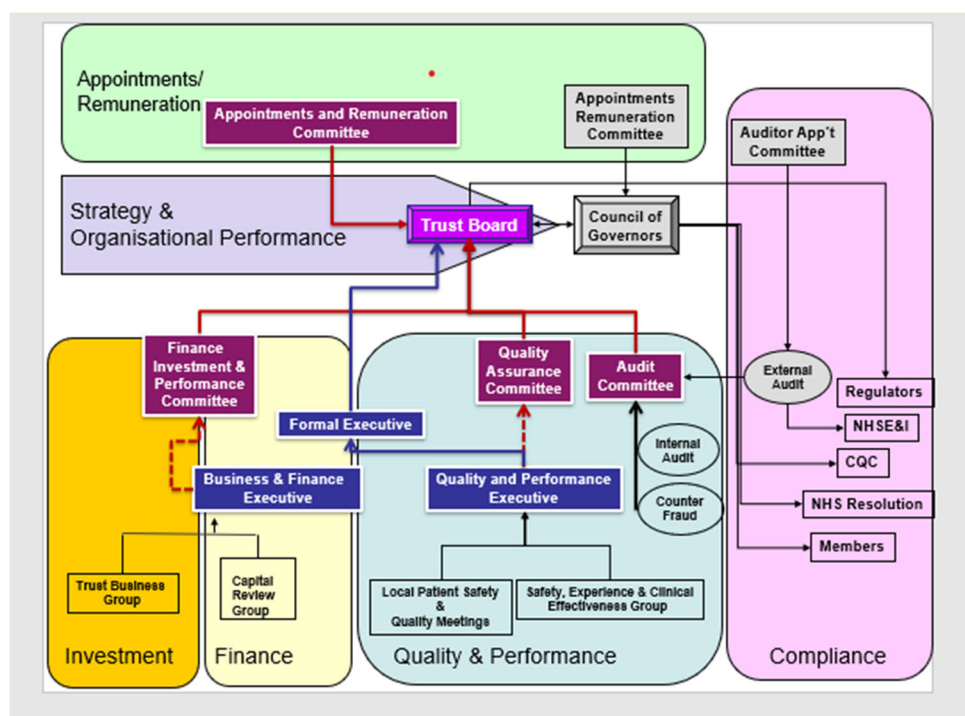 Appointments/
Remuneration
Appointments and Remuneration
Committee
Appointments
Remuneration
Committee
Auditor App't
Committee
Strategy &
Organisational Performance
Trust Board
Council of
Governors
Finance
Investment &
Performance
Committee
Quality
Assurance
Committee
Audit
Committee
External
Audit
Regulators
Formal Executive
NHSE&I
Internal
Audit
CQC
Business & Finance
Executive
Quality and Performance
Executive
Counter
Fraud
NHS Resolution
Members
Trust Business
Group
Capital
Review
Group
Local Patient Safety
&
Quality Meetings
Safety, Experience & Clinical
Effectiveness Group
Investment
Finance
Quality & Performance
Compliance